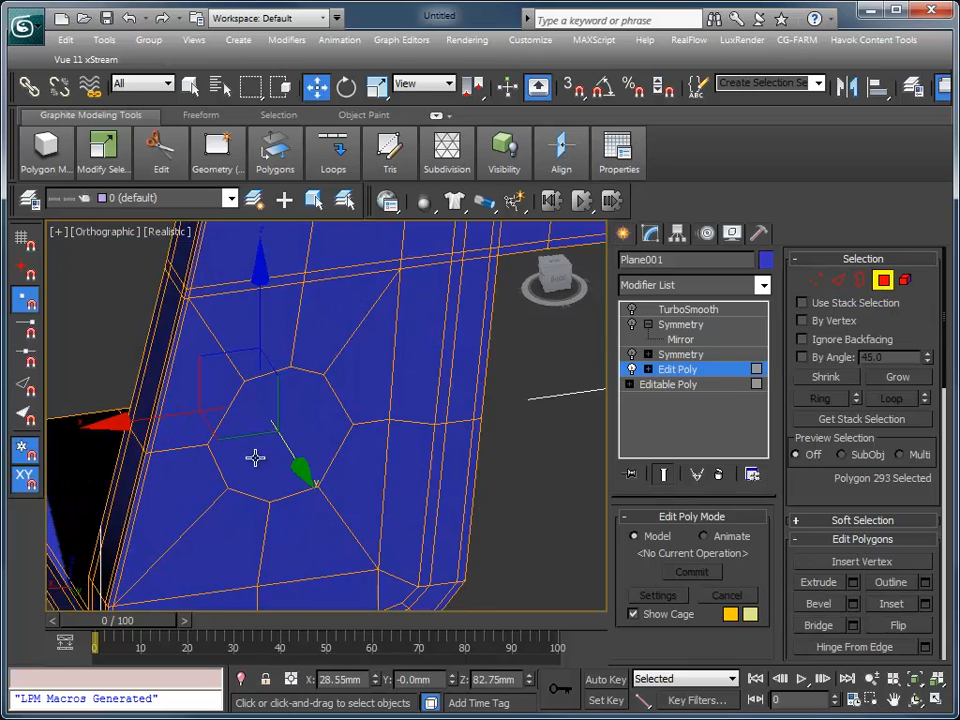 Workspace: Default
Untitled
Type a keyword or phrase
Edit Tools Group Views Create Modifiers Animation Graph Editors Rendering Customize MAXScript Help RealFlow LuxRender CG-FARM Havok Content Tools
Vue 11 xStream
All
View
3
Create Selection Se
Graphite Modeling Tools Freeform Selection Object Paint
Polygon M... Modify Sele... Edit Geometry ( Polygons Loops Tris Subdivision Visibility Align Properties
0 (default)
[+] [Orthographic] [Realistic]
y
Plane001
Modifier List
TurboSmooth
Symmetry
Mirror
Symmetry
Edit Poly
Editable Poly
Edit Poly Mode
Model Animate
<No Current Operation>
Commit
Settings Cancel
Show Cage
Selection
Use Stack Selection
By Vertex
Ignore Backfacing
By Angle: 45.0
Shrink Grow
Ring Loop
Get Stack Selection
Preview Selection
Off SubObj Multi
Polygon 293 Selected
Soft Selection
Edit Polygons
Insert Vertex
Extrude Outline
Bevel Inset
Bridge Flip
Hinge From Edge
0 / 100
0 10 20 30 40 50 60 70 80 90 100
"LPM Macros Generated"
X: 28.55mm Y: -0.0mm Z: 82.75mm
Click or click-and-drag to select objects
Add Time Tag
Auto Key Selected
Set Key Key Filters...
0